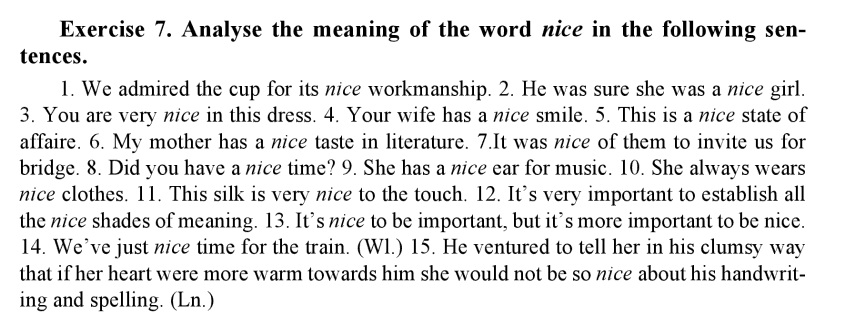 Exercise 7. Analyse the meaning of the word nice in the following sen-
tences.
1. We admired the cup for its nice workmanship. 2. He was sure she was a nice girl.
3. You are very nice in this dress. 4. Your wife has a nice smile. 5. This is a nice state of
affaire. 6. My mother has a nice taste in literature. 7.It was nice of them to invite us for
bridge. 8. Did you have a nice time? 9. She has a nice ear for music. 10. She always wears
nice clothes. 11. This silk is very nice to the touch. 12. It’s very important to establish all
the nice shades of meaning. 13. It’s nice to be important, but it’s more important to be nice.
14. We’ve just nice time for the train. (Wl.) 15. He ventured to tell her in his clumsy way
that if her heart were more warm towards him she would not be so nice about his handwrit-
ing and spelling. (Ln.)